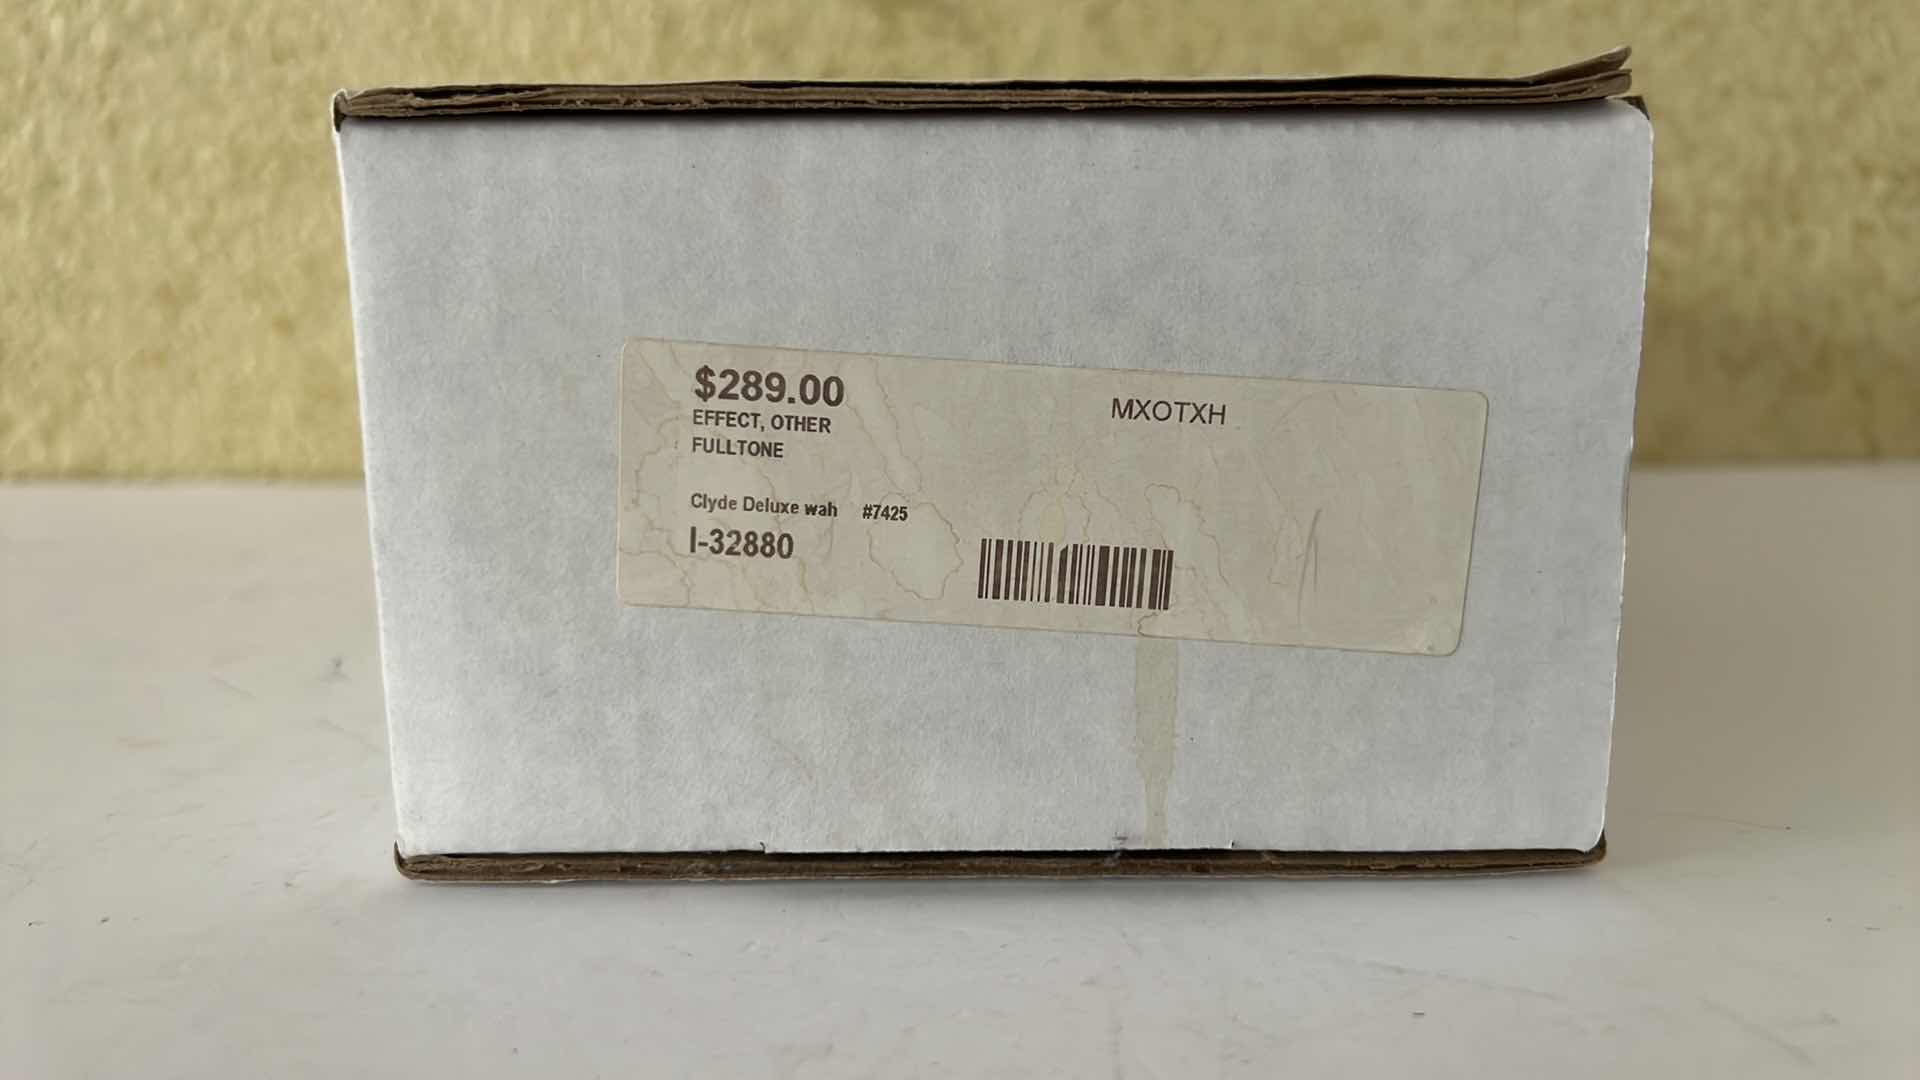 $289.00
MXOTXH
EFFECT, OTHER
FULLTONE
Clyde Deluxe wah #7425
I-32880